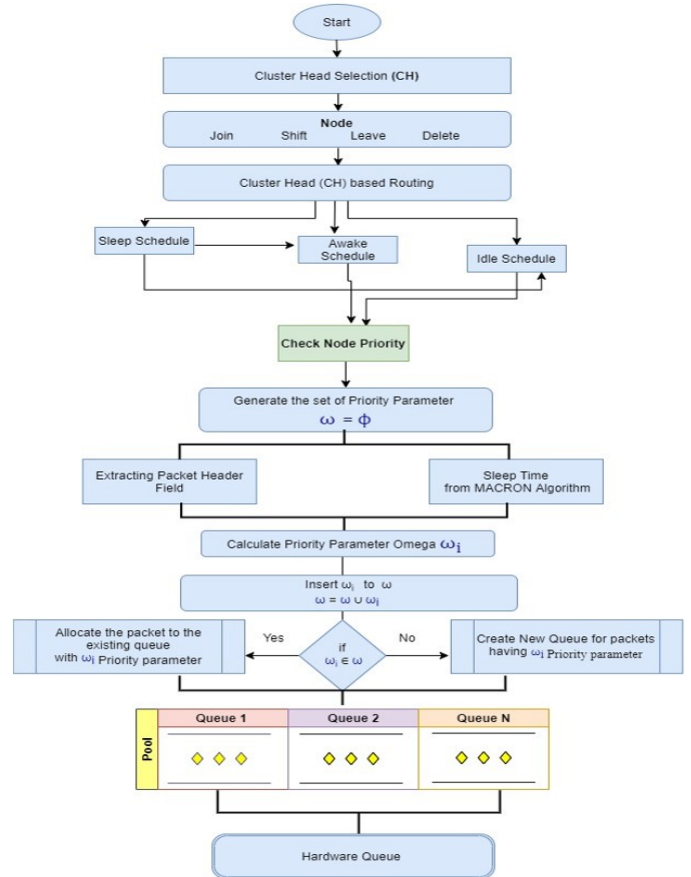 Start
Cluster Head Selection (CH)
Node
Join Shift Leave Delete
Cluster Head (CH) based Routing
Sleep Schedule
Awake
Schedule
Idle Schedule
Check Node Priority
Generate the set of Priority Parameter
ω = ϕ
Extracting Packet Header
Field
Sleep Time
from MACRON Algorithm
Calculate Priority Parameter Omega ωi
Insert ωi to ω
ω = ω ∪ ωi
Allocate the packet to the
existing queue
with ωi Priority parameter
Yes
if
ωi ∈ ω
No
Create New Queue for packets
having ωi Priority parameter
Pool
Queue 1
Queue 2
Queue N
Hardware Queue